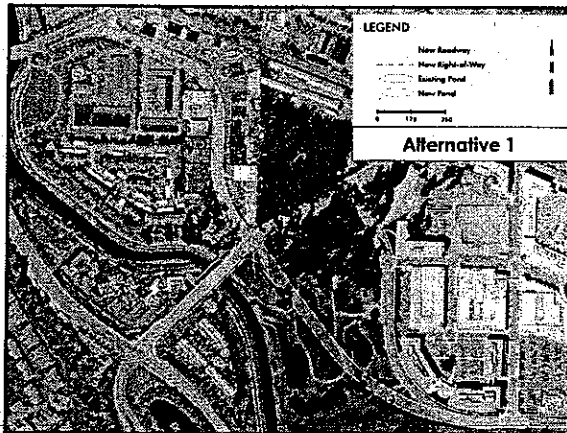 LEGEND
New Roadway
New Right-of-Way
Existing Pond
New Pond
0 175 350
Alternative 1